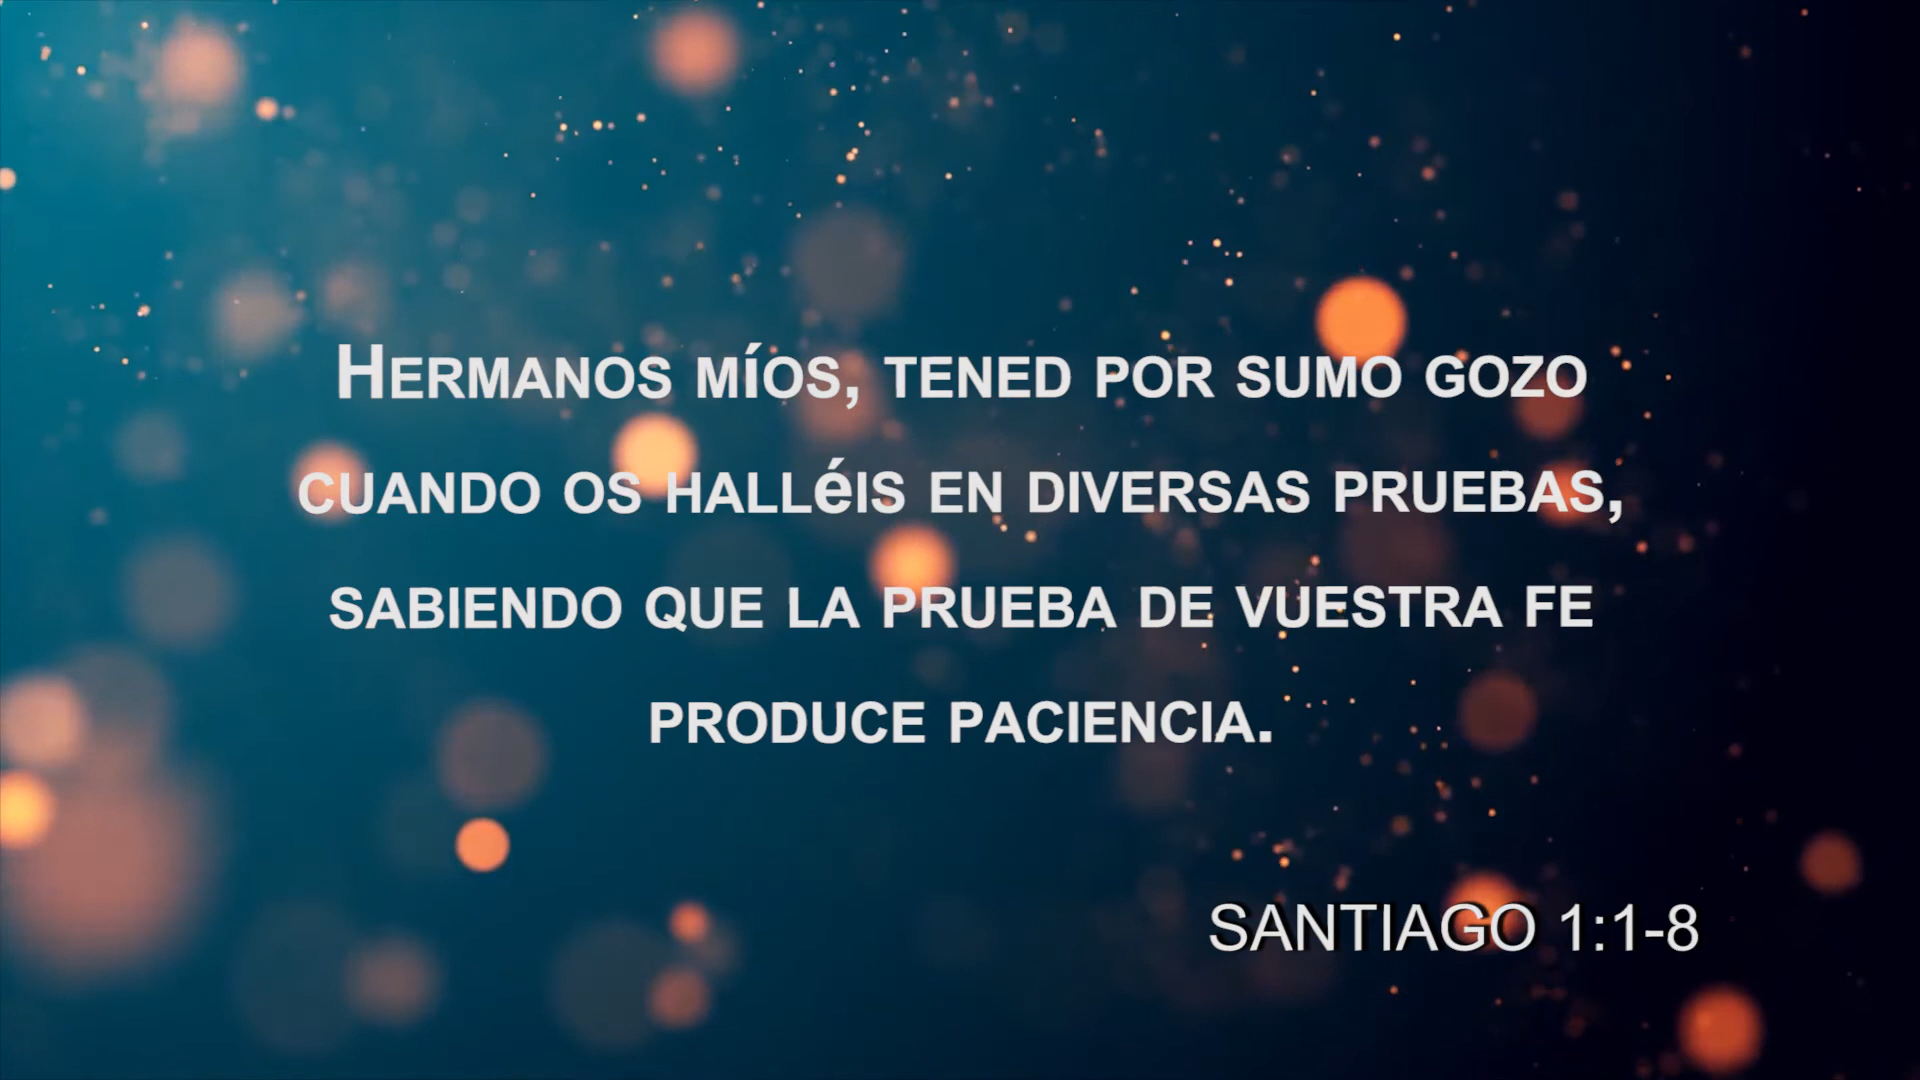 Hermanos míos, tened por sumo gozo
cuando os halléis en diversas pruebas,
sabiendo que la prueba de vuestra fe
produce paciencia.
SANTIAGO 1:1-8